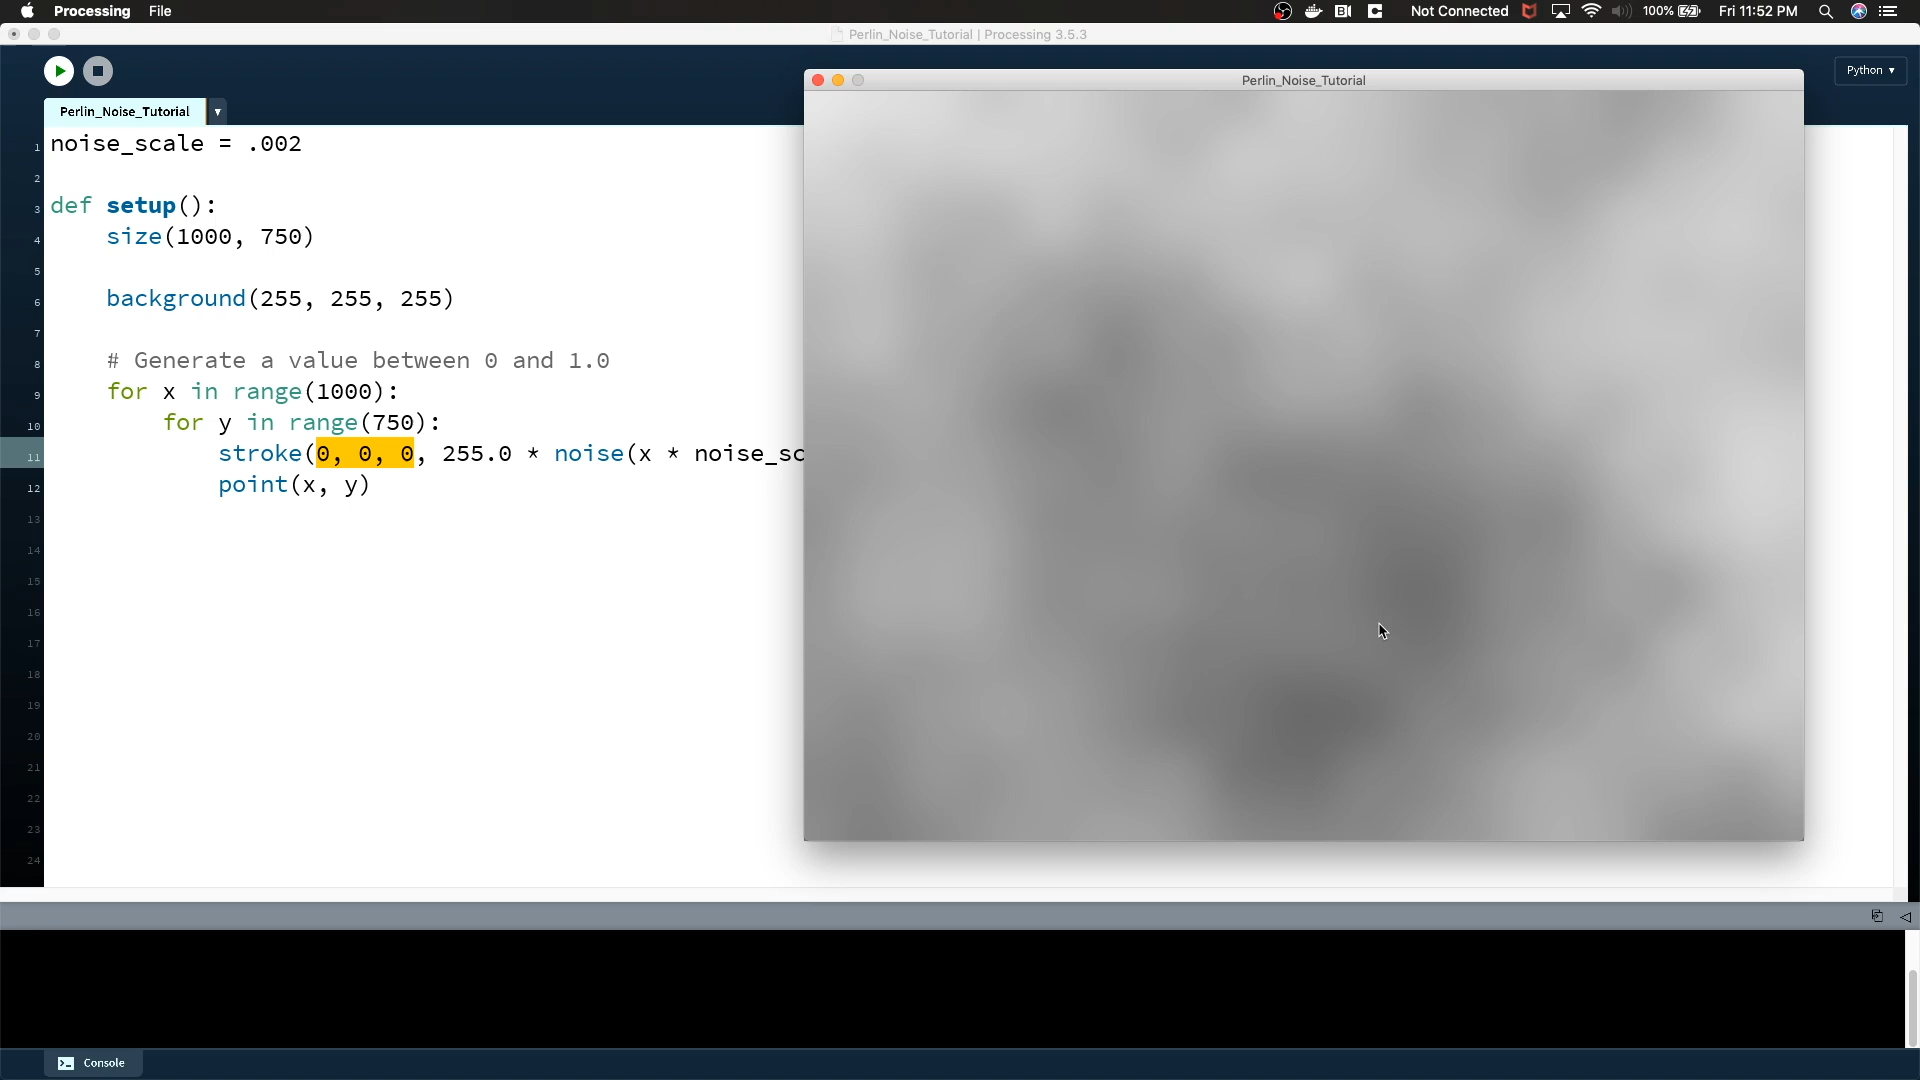 Processing File Not Connected 100% Fri 11:52 PM
Perlin_Noise_Tutorial | Processing 3.5.3
Python
Perlin_Noise_Tutorial
Perlin_Noise_Tutorial
1 noise_scale = .002
2
3 def setup():
4 size(1000, 750)
5
6 background(255, 255, 255)
7
8 # Generate a value between 0 and 1.0
9 for x in range(1000):
10 for y in range(750):
11 stroke(0, 0, 0, 255.0 * noise(x * noise_sc
12 point(x, y)
13
14
15
16
17
18
19
20
21
22
23
24
Console